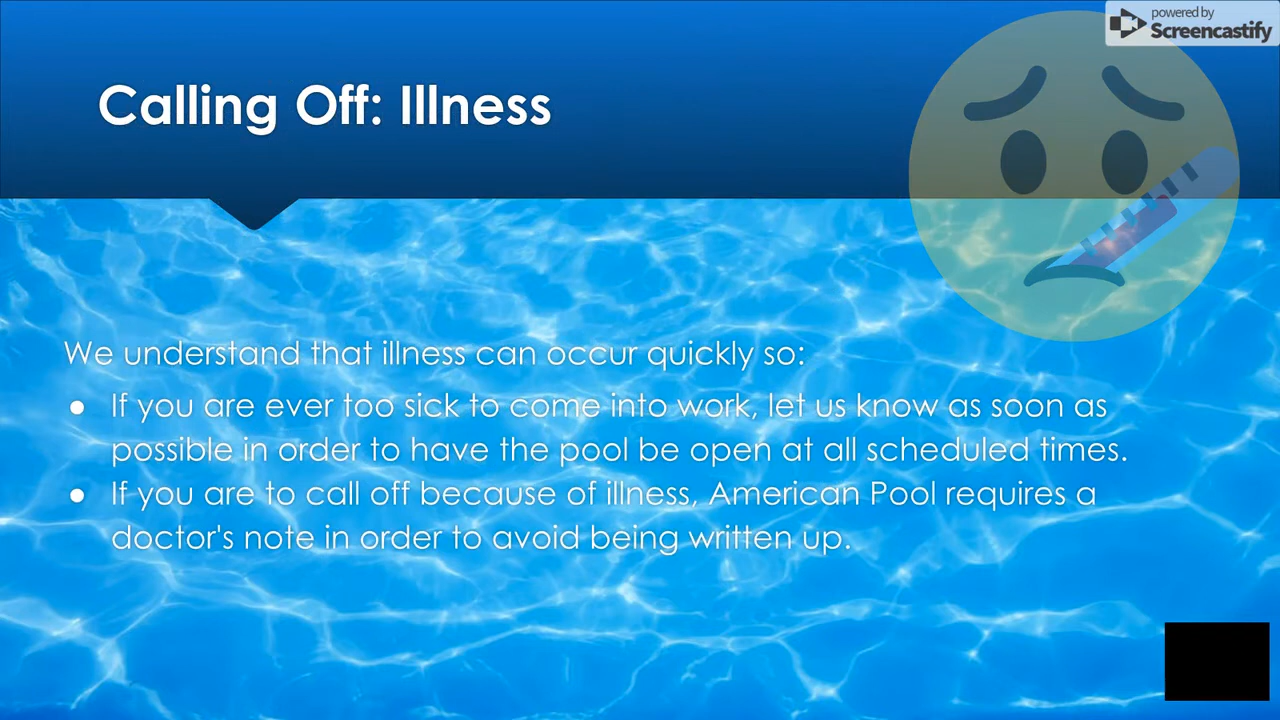 powered by
Screencastify
Calling Off: Illness
We understand that illness can occur quickly so:
● If you are ever too sick to come into work, let us know as soon as
possible in order to have the pool be open at all scheduled times.
● If you are to call off because of illness, American Pool requires a
doctor's note in order to avoid being written up.